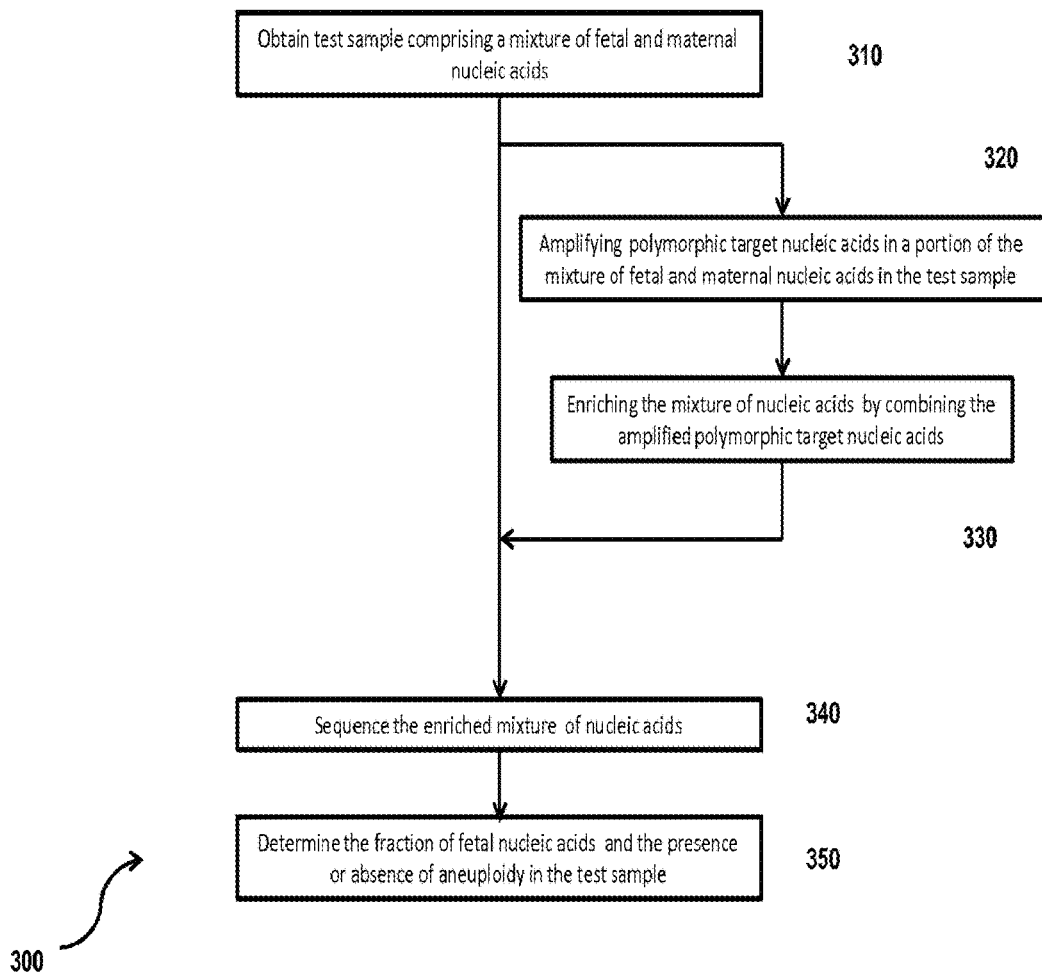 Obtain test sample comprising a mixture of fetal and maternal
nucleic acids
310
320
Amplifying polymorphic target nucleic acids in a portion of the
mixture of fetal and maternal nucleic acids in the test sample
Enriching the mixture of nucleic acids by combining the
amplified polymorphic target nucleic acids
330
Sequence the enriched mixture of nucleic acids
340
Determine the fraction of fetal nucleic acids and the presence
or absence of aneuploidy in the test sample
350
300